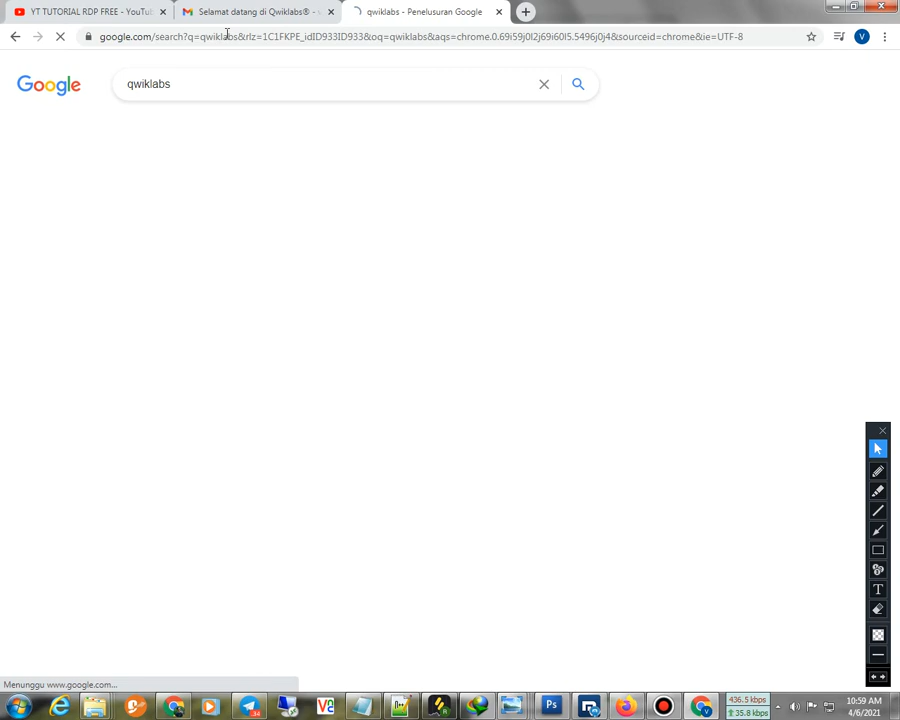 YT TUTORIAL RDP FREE - YouTub
Selamat datang di Qwiklabs® -
qwiklabs - Penelusuran Google
google.com/search?q=qwiklabs&rlz=1C1FKPE_idID933ID933&oq=qwiklabs&aqs=chrome.0.69i59j0l2j69i60l5.5496j0j4&sourceid=chrome&ie=UTF-8
V
Google
qwiklabs
T
Menunggu www.google.com...
34
Ps
V
436.5 kbps
35.8 kbps
10:59 AM
4/6/2021